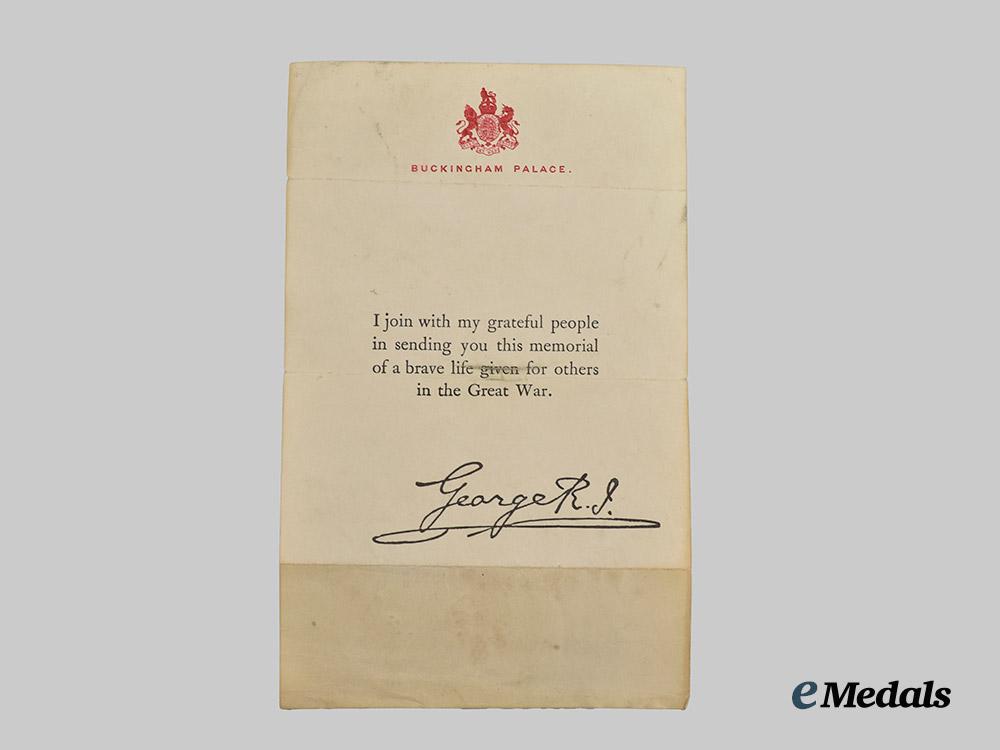 BUCKINGHAM PALACE.
I join with my grateful people
in sending you this memorial
of a brave life given for others
in the Great War.
George R.I.
eMedals